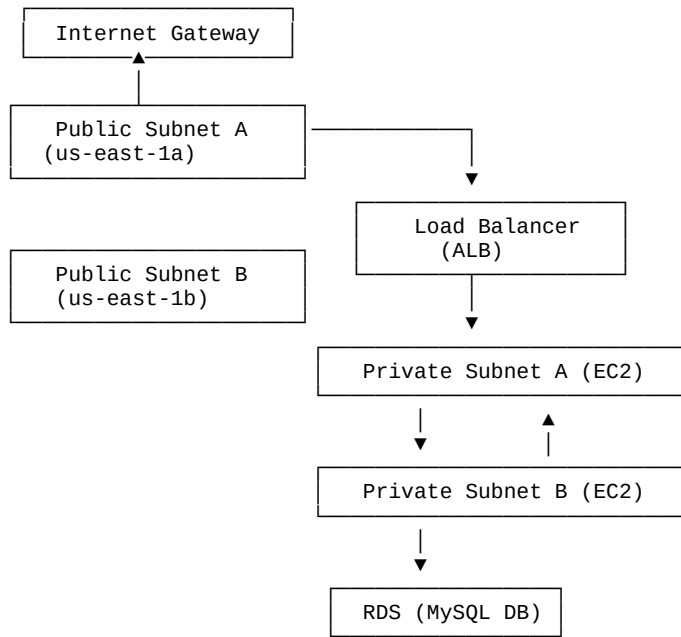 Internet Gateway
Public Subnet A
(us-east-1a)
Load Balancer
(ALB)
Public Subnet B
(us-east-1b)
Private Subnet A (EC2)
Private Subnet B (EC2)
RDS (MySQL DB)